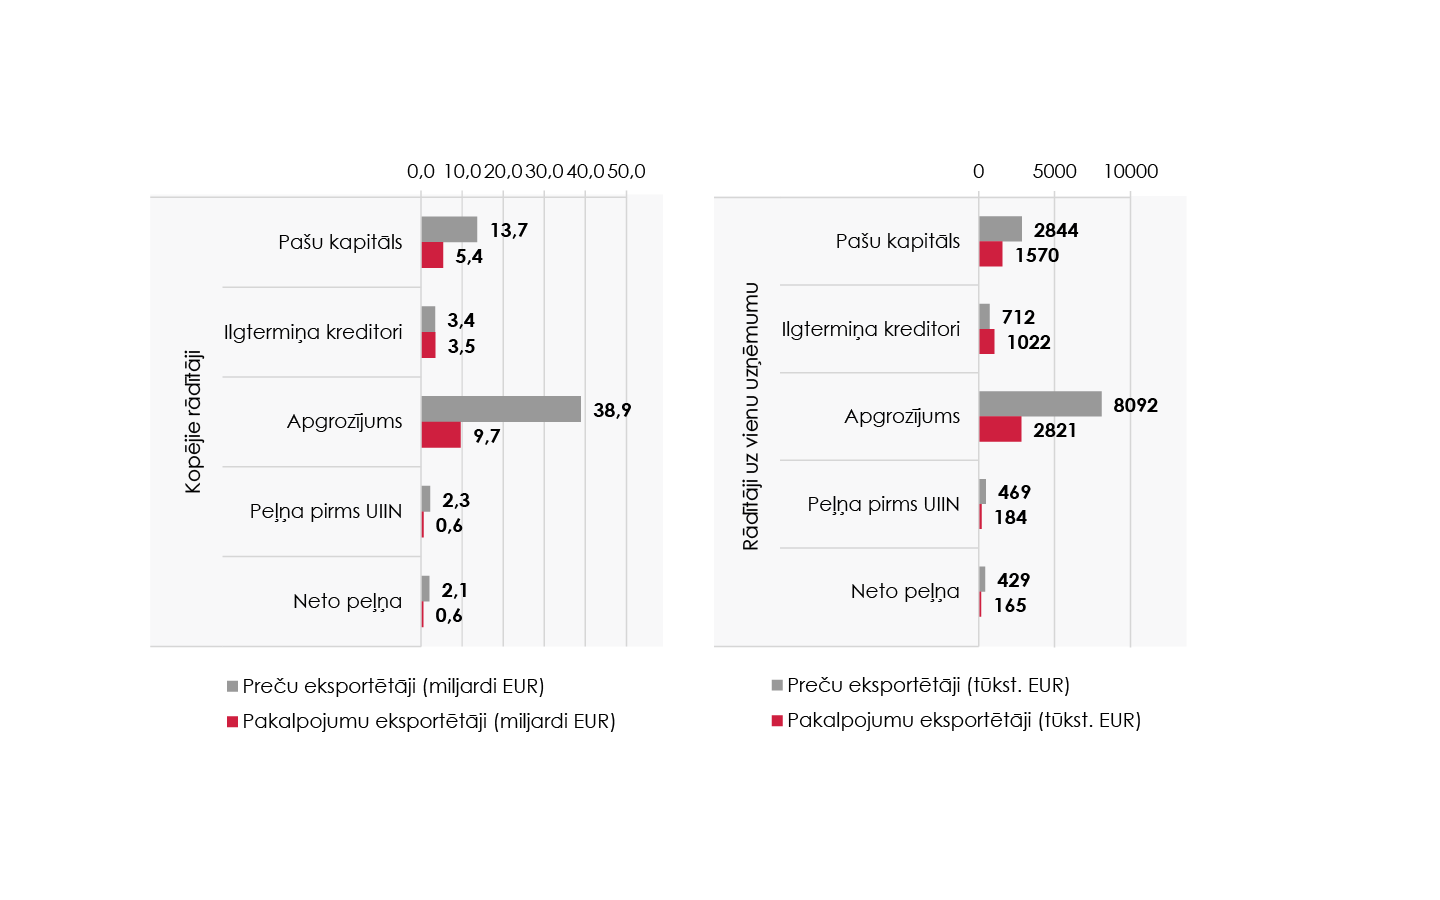 0,0 10,0 20,0 30,0 40,0 50,0
Kopējie rādītāji
Pašu kapitāls
13,7
5,4
Ilgtermiņa kreditori
3,4
3,5
Apgrozījums
38,9
9,7
Peļņa pirms UIIN
2,3
0,6
Neto peļņa
2,1
0,6
Preču eksportētāji (miljardi EUR)
Pakalpojumu eksportētāji (miljardi EUR)
0 5000 10000
Rādītāji uz vienu uzņēmumu
Pašu kapitāls
2844
1570
Ilgtermiņa kreditori
712
1022
Apgrozījums
8092
2821
Peļņa pirms UIIN
469
184
Neto peļņa
429
165
Preču eksportētāji (tūkst. EUR)
Pakalpojumu eksportētāji (tūkst. EUR)